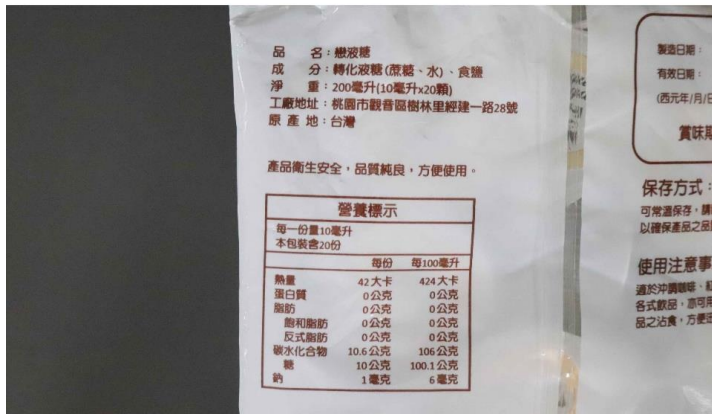 品 名：戀液糖
成 分：轉化液糖(蔗糖、水)、食鹽
淨 重：200毫升(10毫升x20顆)
工廠地址：桃園市觀音區樹林里經建一路28號
原 產 地：台灣
產品衛生安全，品質純良，方便使用。
營養標示
每一份量10毫升
本包裝含20份
每份 每100毫升
熱量 42大卡 424大卡
蛋白質 0公克 0公克
脂肪 0公克 0公克
飽和脂肪 0公克 0公克
反式脂肪 0公克 0公克
碳水化合物 10.6公克 106公克
糖 10公克 100.1公克
鈉 1毫克 6毫克
製造日期：
有效日期：
(西元年/月/日
賞味期
保存方式：
可常溫保存，請
以確保產品之品
使用注意事
適於沖調咖啡、紅
各式飲品，亦可用
品之沾食，方便